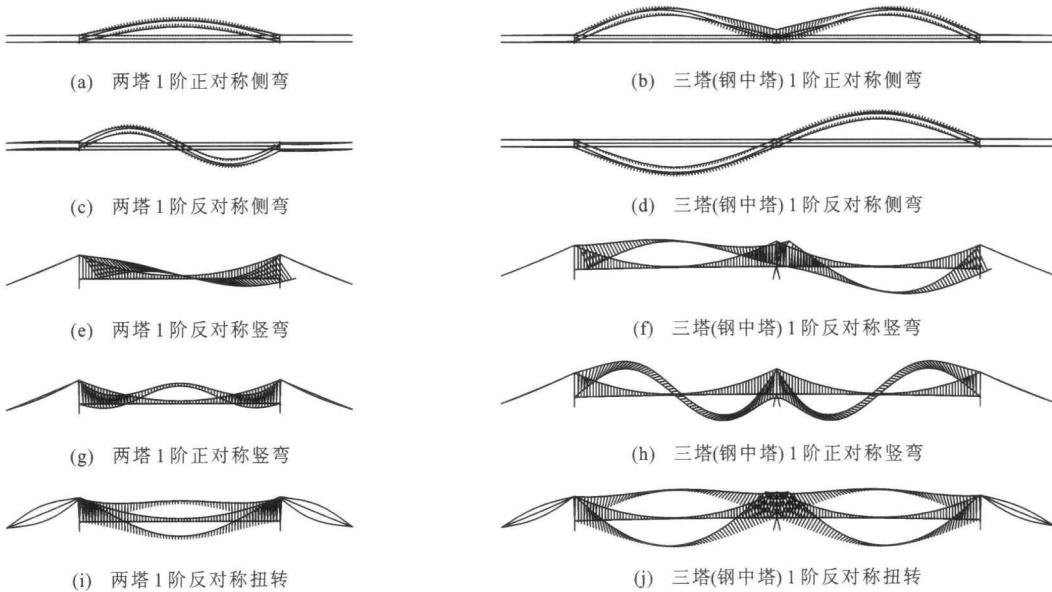 (a) 两塔1阶正对称侧弯
(b) 三塔(钢中塔)1阶正对称侧弯
(c) 两塔1阶反对称侧弯
(d) 三塔(钢中塔)1阶反对称侧弯
(e) 两塔1阶反对称竖弯
(f) 三塔(钢中塔)1阶反对称竖弯
(g) 两塔1阶正对称竖弯
(h) 三塔(钢中塔)1阶正对称竖弯
(i) 两塔1阶反对称扭转
(j) 三塔(钢中塔)1阶反对称扭转